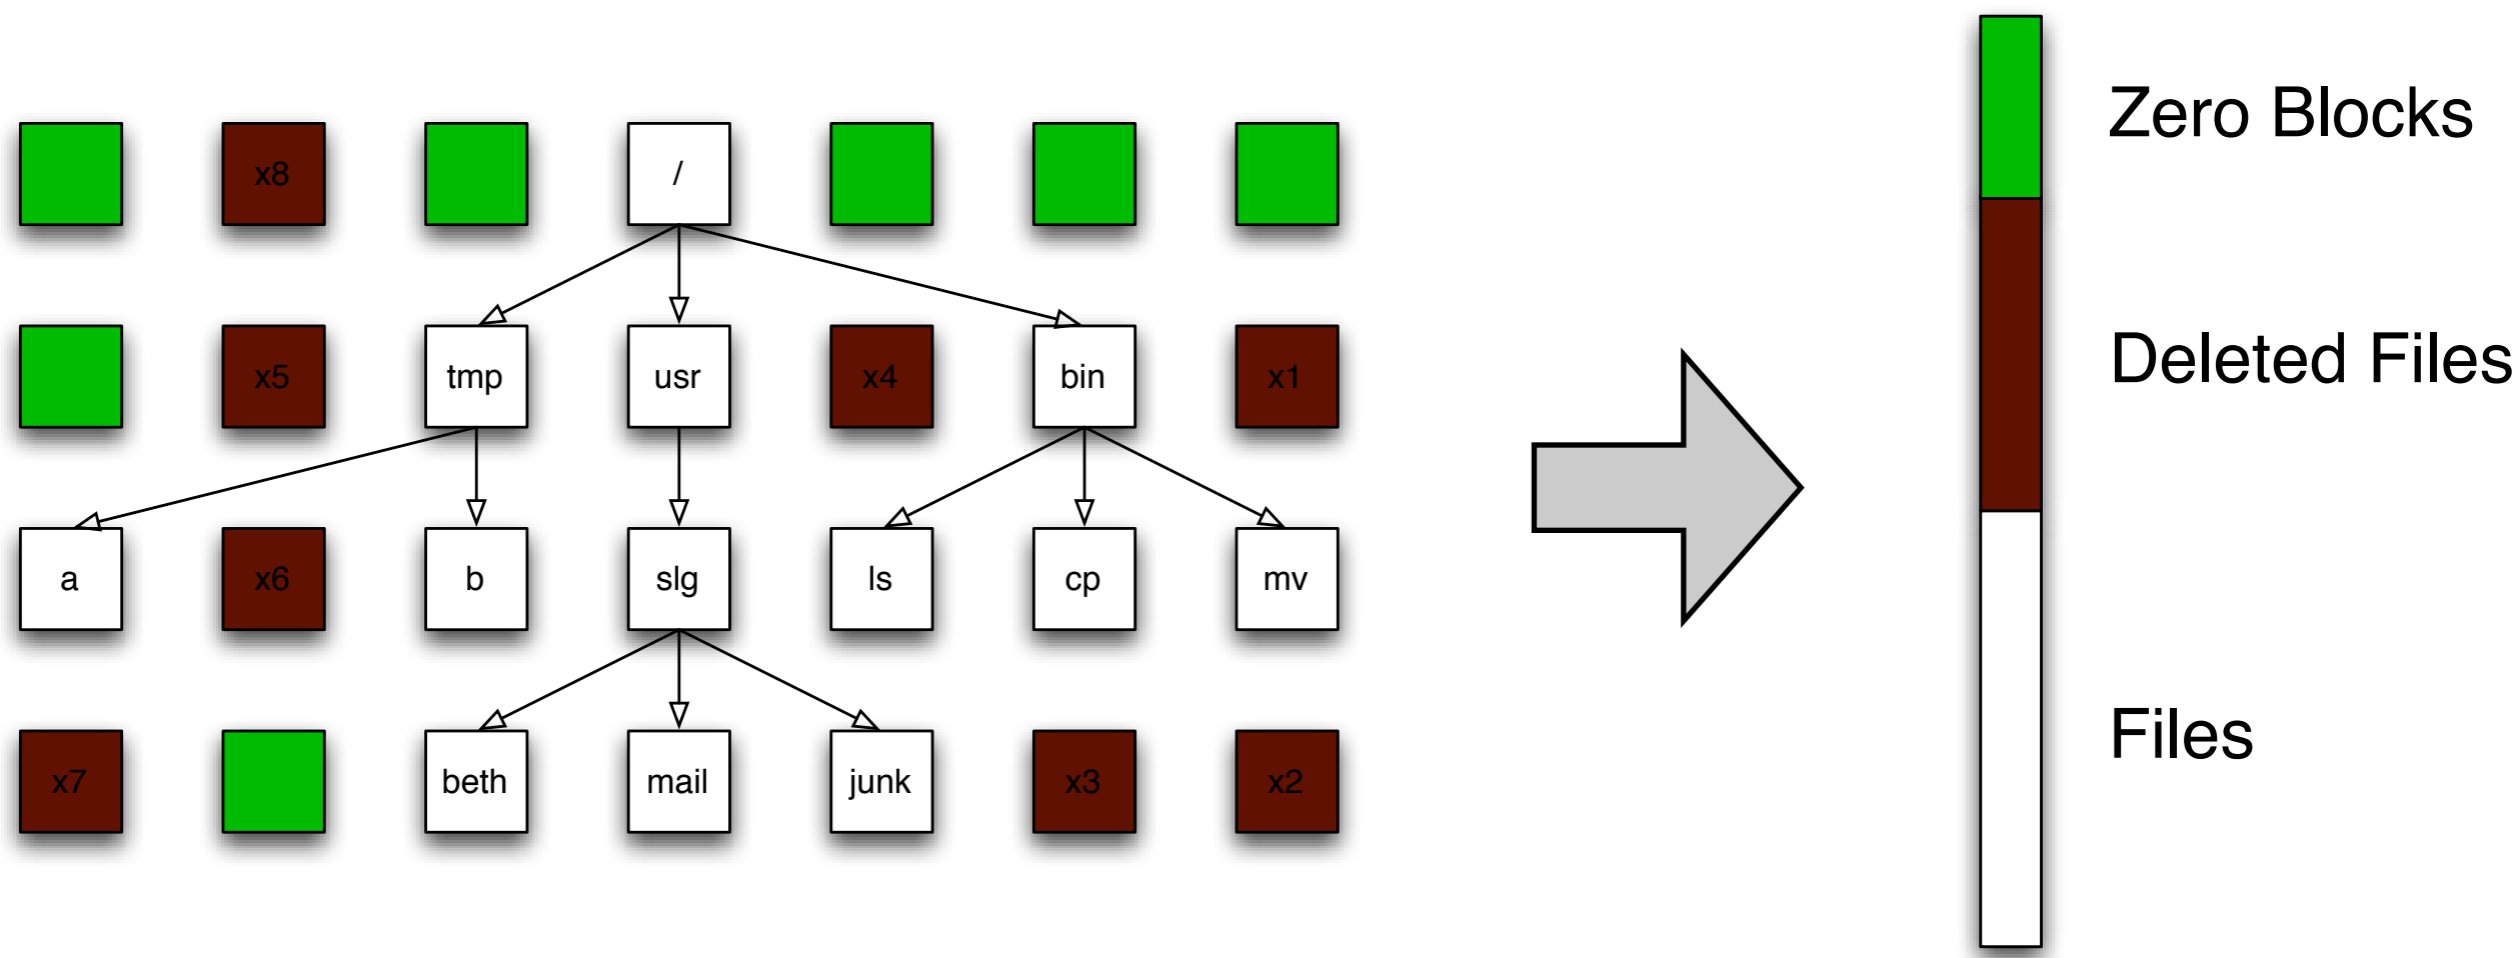 x8
/
x5
tmp
usr
x4
bin
x1
a
x6
b
slg
ls
cp
mv
x7
beth
mail
junk
x3
x2
Zero Blocks
Deleted Files
Files